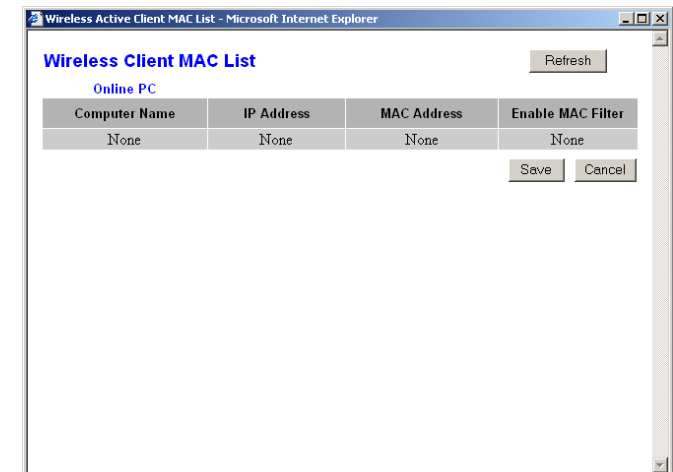 Wireless Active Client MAC List - Microsoft Internet Explorer
Wireless Client MAC List
Refresh
Online PC
Computer Name IP Address MAC Address Enable MAC Filter
None None None None
Save Cancel